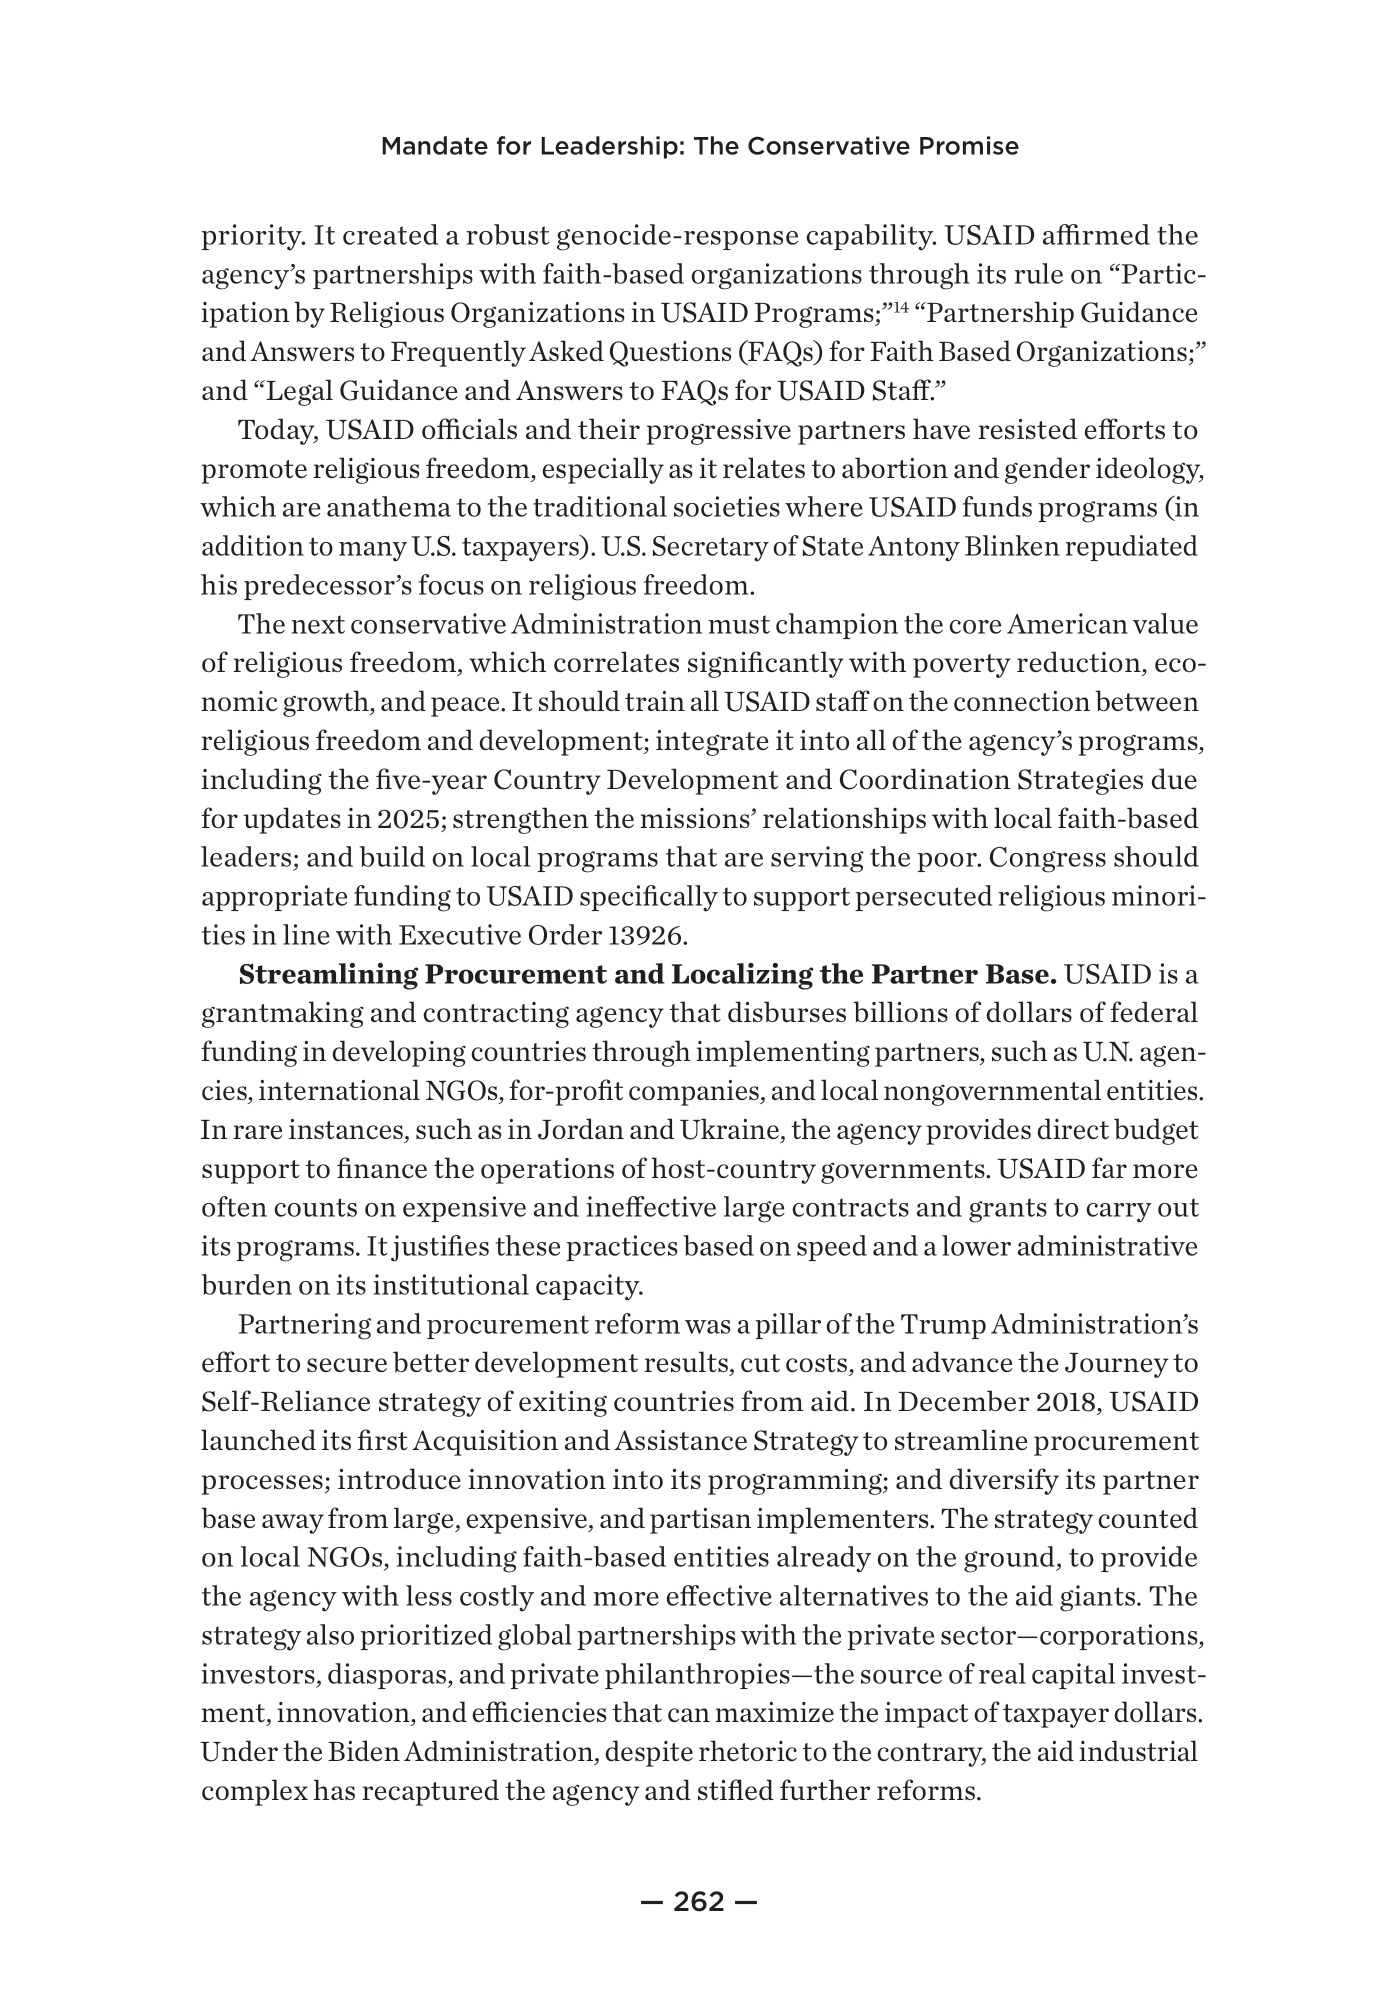 Mandate for Leadership: The Conservative Promise
priority. It created a robust genocide-response capability. USAID affirmed the
agency’s partnerships with faith-based organizations through its rule on “Partic-
ipation by Religious Organizations in USAID Programs;”14 “Partnership Guidance
and Answers to Frequently Asked Questions (FAQs) for Faith Based Organizations;”
and “Legal Guidance and Answers to FAQs for USAID Staff.”
Today, USAID officials and their progressive partners have resisted efforts to
promote religious freedom, especially as it relates to abortion and gender ideology,
which are anathema to the traditional societies where USAID funds programs (in
addition to many U.S. taxpayers). U.S. Secretary of State Antony Blinken repudiated
his predecessor’s focus on religious freedom.
The next conservative Administration must champion the core American value
of religious freedom, which correlates significantly with poverty reduction, eco-
nomic growth, and peace. It should train all USAID staff on the connection between
religious freedom and development; integrate it into all of the agency’s programs,
including the five-year Country Development and Coordination Strategies due
for updates in 2025; strengthen the missions’ relationships with local faith-based
leaders; and build on local programs that are serving the poor. Congress should
appropriate funding to USAID specifically to support persecuted religious minori-
ties in line with Executive Order 13926.
Streamlining Procurement and Localizing the Partner Base. USAID is a
grantmaking and contracting agency that disburses billions of dollars of federal
funding in developing countries through implementing partners, such as U.N. agen-
cies, international NGOs, for-profit companies, and local nongovernmental entities.
In rare instances, such as in Jordan and Ukraine, the agency provides direct budget
support to finance the operations of host-country governments. USAID far more
often counts on expensive and ineffective large contracts and grants to carry out
its programs. It justifies these practices based on speed and a lower administrative
burden on its institutional capacity.
Partnering and procurement reform was a pillar of the Trump Administration’s
effort to secure better development results, cut costs, and advance the Journey to
Self-Reliance strategy of exiting countries from aid. In December 2018, USAID
launched its first Acquisition and Assistance Strategy to streamline procurement
processes; introduce innovation into its programming; and diversify its partner
base away from large, expensive, and partisan implementers. The strategy counted
on local NGOs, including faith-based entities already on the ground, to provide
the agency with less costly and more effective alternatives to the aid giants. The
strategy also prioritized global partnerships with the private sector—corporations,
investors, diasporas, and private philanthropies—the source of real capital invest-
ment, innovation, and efficiencies that can maximize the impact of taxpayer dollars.
Under the Biden Administration, despite rhetoric to the contrary, the aid industrial
complex has recaptured the agency and stifled further reforms.
— 262 —